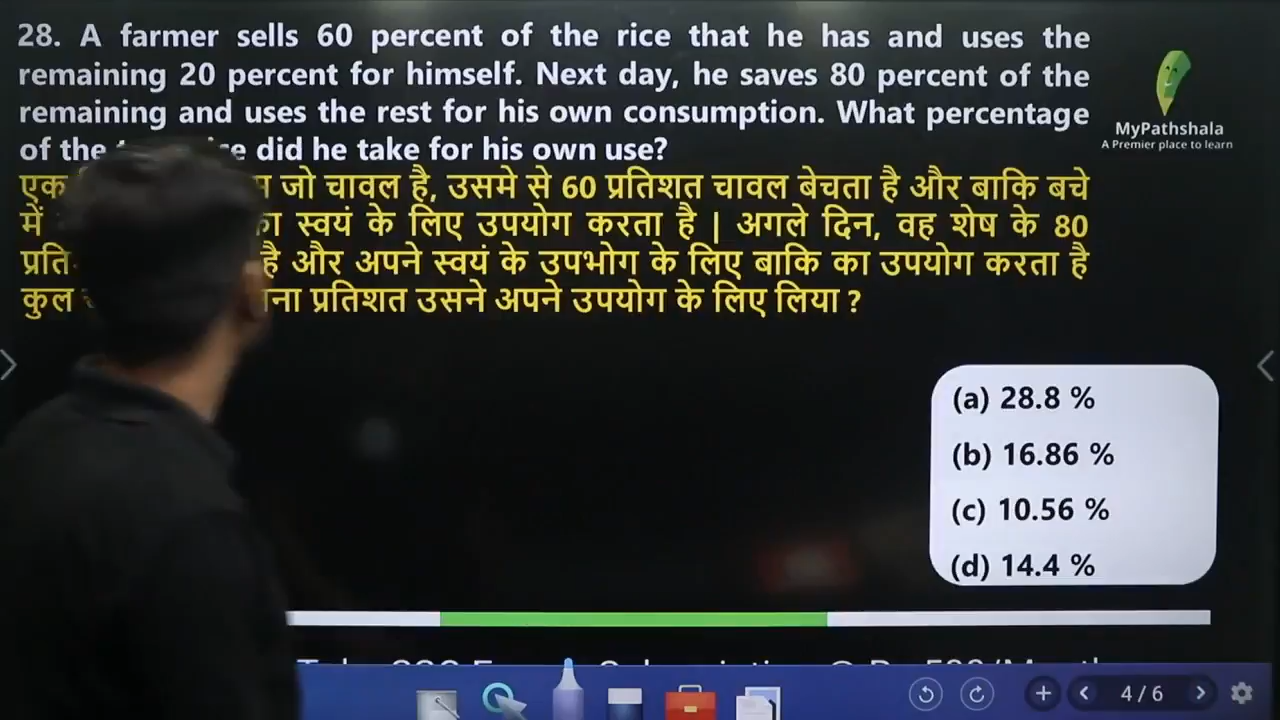 28. A farmer sells 60 percent of the rice that he has and uses the
remaining 20 percent for himself. Next day, he saves 80 percent of the
remaining and uses the rest for his own consumption. What percentage
of the did he take for his own use?
एक जो चावल है, उसमे से 60 प्रतिशत चावल बेचता है और बाकि बचे
में स्वयं के लिए उपयोग करता है | अगले दिन, वह शेष के 80
है और अपने स्वयं के उपभोग के लिए बाकि का उपयोग करता है
कुल प्रतिशत उसने अपने उपयोग के लिए लिया ?
MyPathshala
A Premier place to learn
(a) 28.8 %
(b) 16.86 %
(c) 10.56 %
(d) 14.4 %
4 / 6